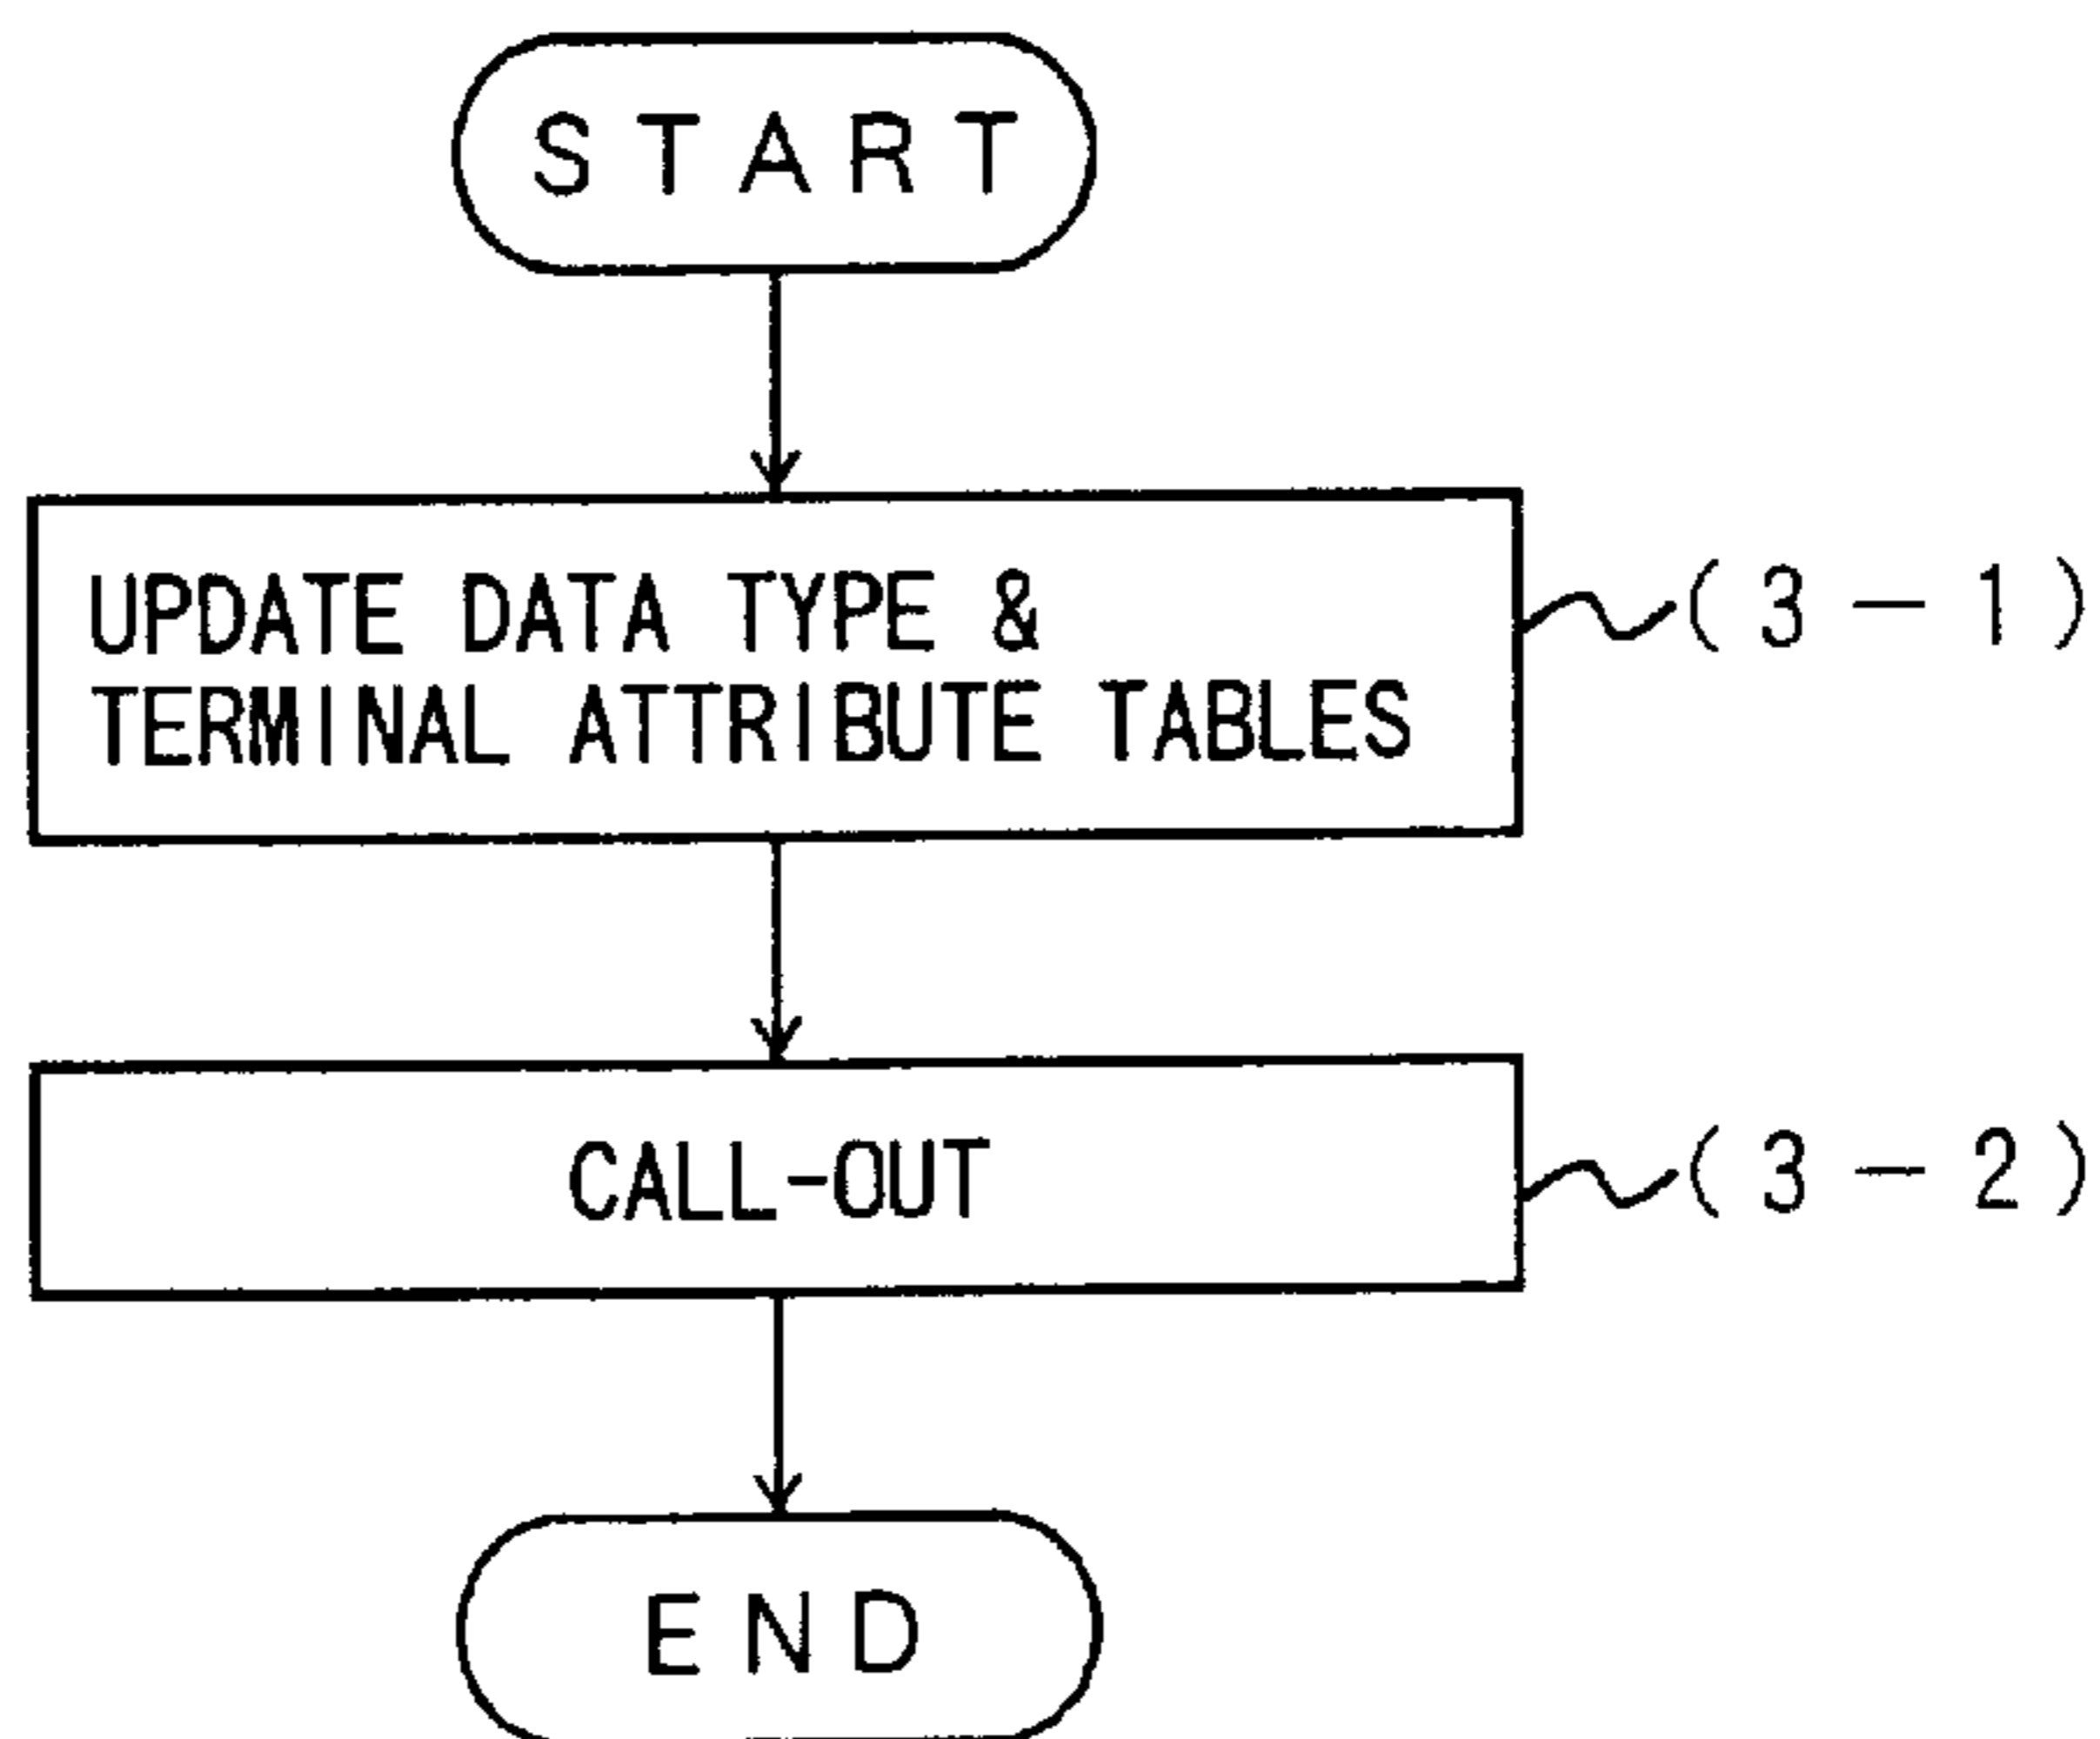 START
UPDATE DATA TYPE &
TERMINAL ATTRIBUTE TABLES
(3-1)
CALL-OUT
(3-2)
END